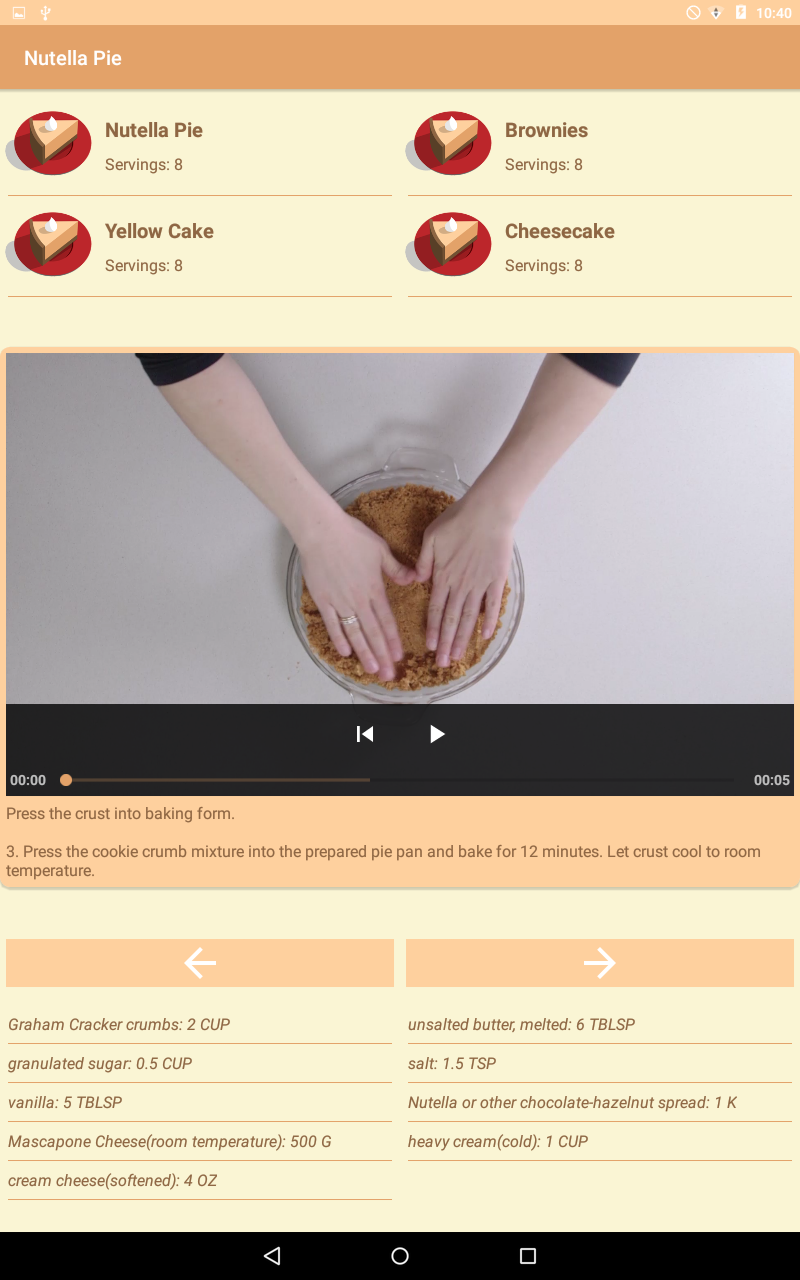 10:40
Nutella Pie
Nutella Pie
Servings: 8
Brownies
Servings: 8
Yellow Cake
Servings: 8
Cheesecake
Servings: 8
00:00
00:05
Press the crust into baking form.
3. Press the cookie crumb mixture into the prepared pie pan and bake for 12 minutes. Let crust cool to room
temperature.
Graham Cracker crumbs: 2 CUP
unsalted butter, melted: 6 TBLSP
granulated sugar: 0.5 CUP
salt: 1.5 TSP
vanilla: 5 TBLSP
Nutella or other chocolate-hazelnut spread: 1 K
Mascapone Cheese(room temperature): 500 G
heavy cream(cold): 1 CUP
cream cheese(softened): 4 OZ